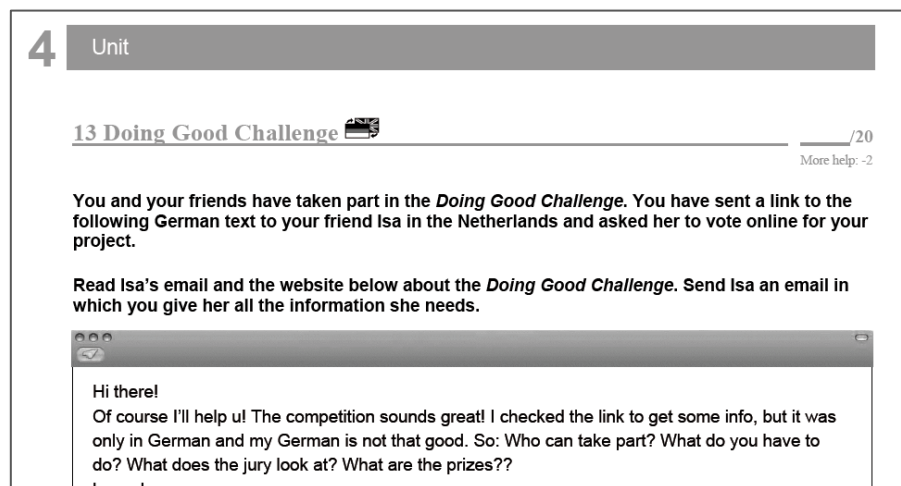 4 Unit
13 Doing Good Challenge
/20
More help: -2
You and your friends have taken part in the Doing Good Challenge. You have sent a link to the
following German text to your friend Isa in the Netherlands and asked her to vote online for your
project.
Read Isa’s email and the website below about the Doing Good Challenge. Send Isa an email in
which you give her all the information she needs.
Hi there!
Of course I’ll help u! The competition sounds great! I checked the link to get some info, but it was
only in German and my German is not that good. So: Who can take part? What do you have to
do? What does the jury look at? What are the prizes??